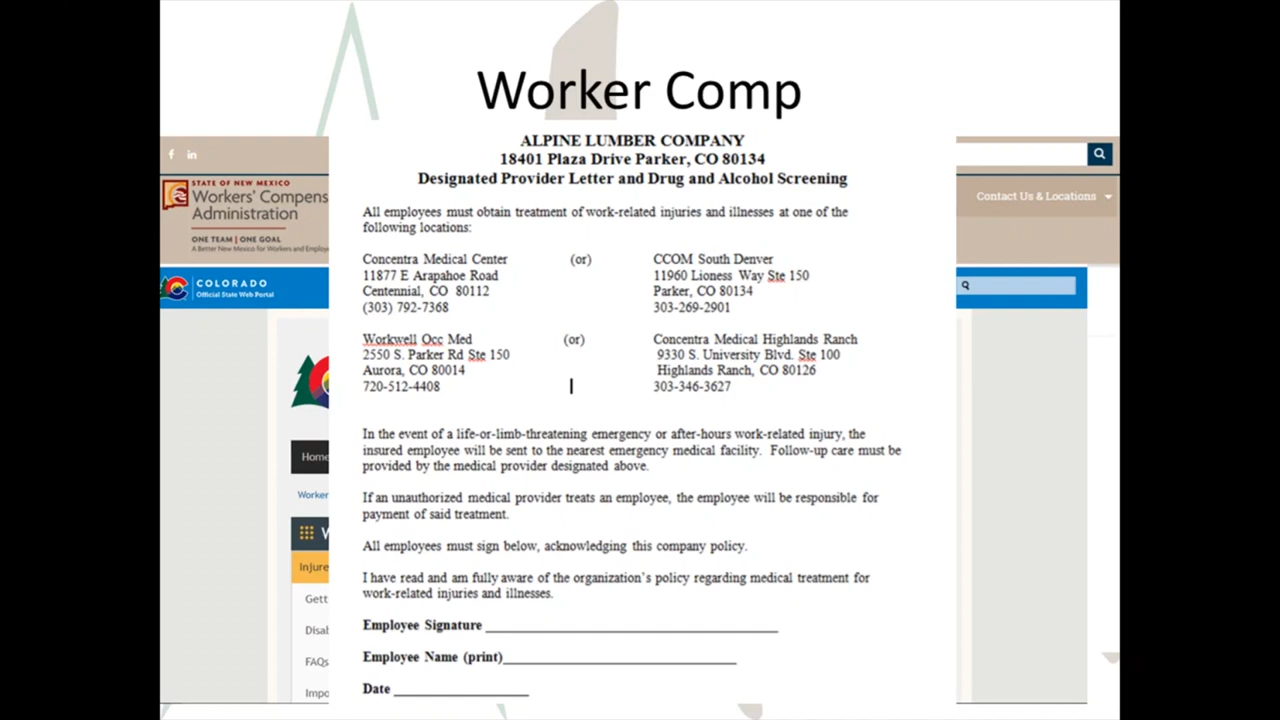 Worker Comp
f in
STATE OF NEW MEXICO
Workers' Compens
Administration
ONE TEAM | ONE GOAL
A Better New Mexico for Workers and Employe
Contact Us & Locations
COLORADO
Official State Web Portal
Home
Worker
W
Injure
Gett
Disab
FAQs
Impo
ALPINE LUMBER COMPANY
18401 Plaza Drive Parker, CO 80134
Designated Provider Letter and Drug and Alcohol Screening
All employees must obtain treatment of work-related injuries and illnesses at one of the
following locations:
Concentra Medical Center (or) CCOM South Denver
11877 E Arapahoe Road 11960 Lioness Way Ste 150
Centennial, CO 80112 Parker, CO 80134
(303) 792-7368 303-269-2901
Workwell Occ Med (or) Concentra Medical Highlands Ranch
2550 S. Parker Rd Ste 150 9330 S. University Blvd. Ste 100
Aurora, CO 80014 Highlands Ranch, CO 80126
720-512-4408 303-346-3627
In the event of a life-or-limb-threatening emergency or after-hours work-related injury, the
insured employee will be sent to the nearest emergency medical facility. Follow-up care must be
provided by the medical provider designated above.
If an unauthorized medical provider treats an employee, the employee will be responsible for
payment of said treatment.
All employees must sign below, acknowledging this company policy.
I have read and am fully aware of the organization's policy regarding medical treatment for
work-related injuries and illnesses.
Employee Signature
Employee Name (print)
Date